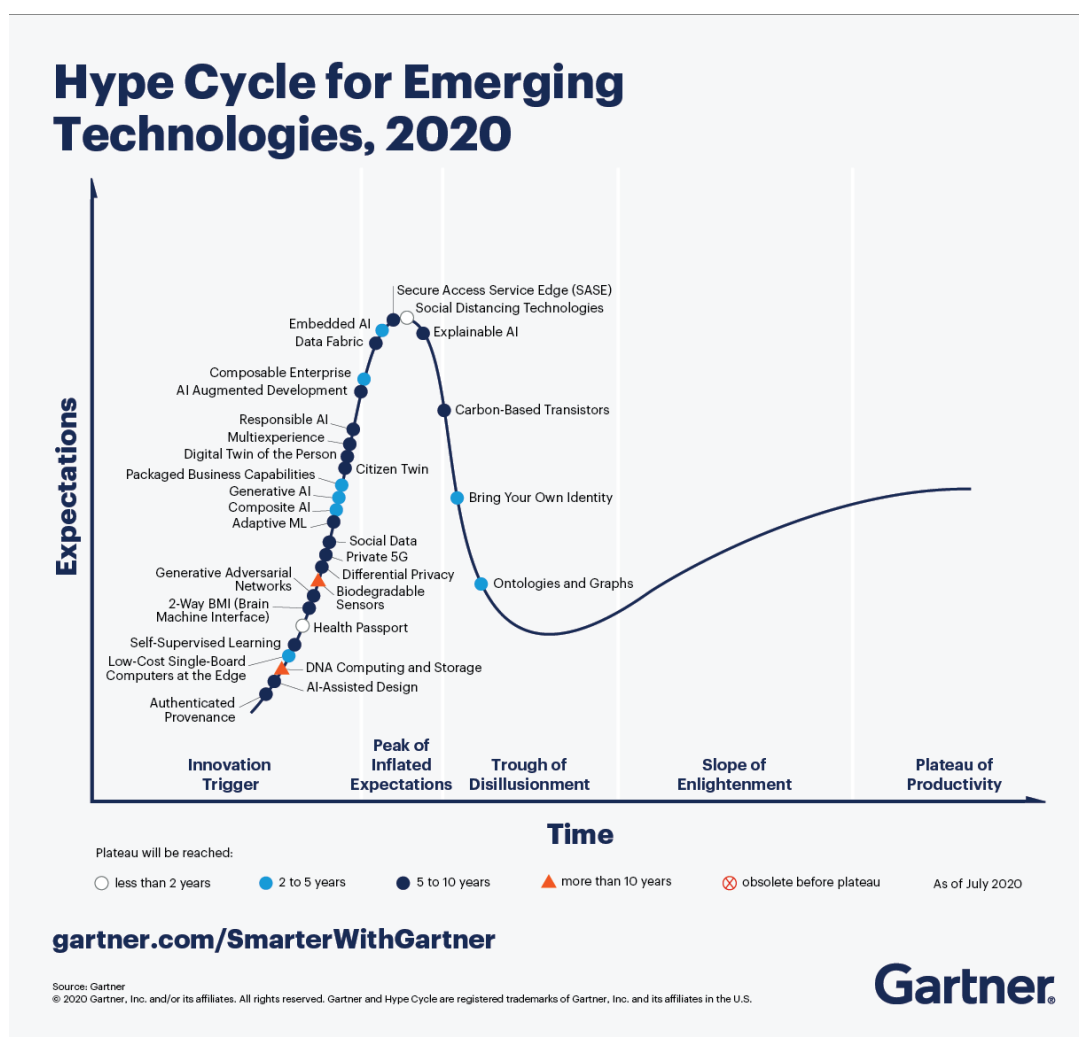 Hype Cycle for Emerging
Technologies, 2020
Expectations
Secure Access Service Edge (SASE)
Social Distancing Technologies
Embedded AI
Explainable AI
Data Fabric
Composable Enterprise
AI Augmented Development
Carbon-Based Transistors
Responsible AI
Multiexperience
Digital Twin of the Person
Citizen Twin
Packaged Business Capabilities
Generative AI
Bring Your Own Identity
Composite AI
Adaptive ML
Social Data
Private 5G
Generative Adversarial
Networks
Differential Privacy
Biodegradable
Sensors
Ontologies and Graphs
2-Way BMI (Brain
Machine Interface)
Health Passport
Self-Supervised Learning
Low-Cost Single-Board
Computers at the Edge
DNA Computing and Storage
AI-Assisted Design
Authenticated
Provenance
Innovation
Trigger
Peak of
Inflated
Expectations
Trough of
Disillusionment
Slope of
Enlightenment
Plateau of
Productivity
Time
Plateau will be reached:
less than 2 years
2 to 5 years
5 to 10 years
more than 10 years
obsolete before plateau
As of July 2020
gartner.com/SmarterWithGartner
Source: Gartner
© 2020 Gartner, Inc. and/or its affiliates. All rights reserved. Gartner and Hype Cycle are registered trademarks of Gartner, Inc. and its affiliates in the U.S.
Gartner®